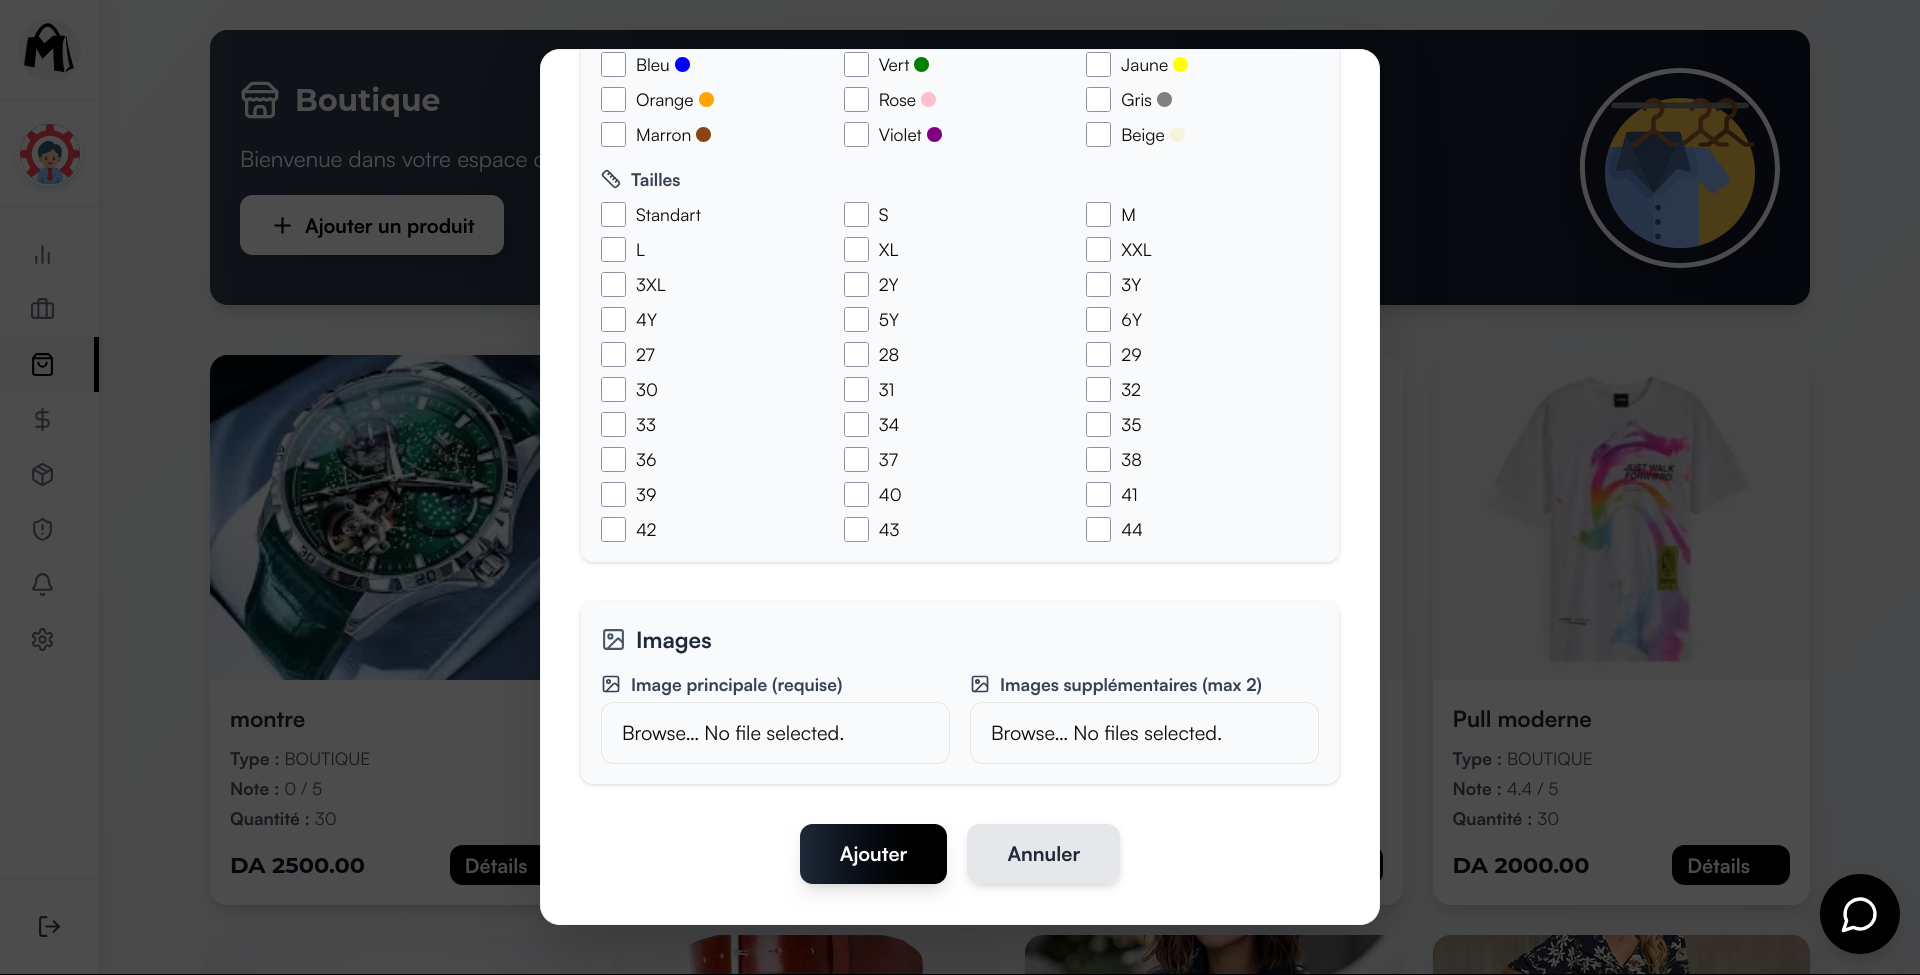 Boutique
Bienvenue dans votre espace
Ajouter un produit
Bleu
Vert
Jaune
Orange
Rose
Gris
Marron
Violet
Beige
Tailles
Standart
S
M
L
XL
XXL
3XL
2Y
3Y
4Y
5Y
6Y
27
28
29
30
31
32
33
34
35
36
37
38
39
40
41
42
43
44
Images
Image principale (requise)
Images supplémentaires (max 2)
Browse... No file selected.
Browse... No files selected.
Ajouter
Annuler
montre
Type : BOUTIQUE
Note : 0 / 5
Quantité : 30
DA 2500.00
Détails
JUST WALK
FORWARD.
Pull moderne
Type : BOUTIQUE
Note : 4.4 / 5
Quantité : 30
DA 2000.00
Détails